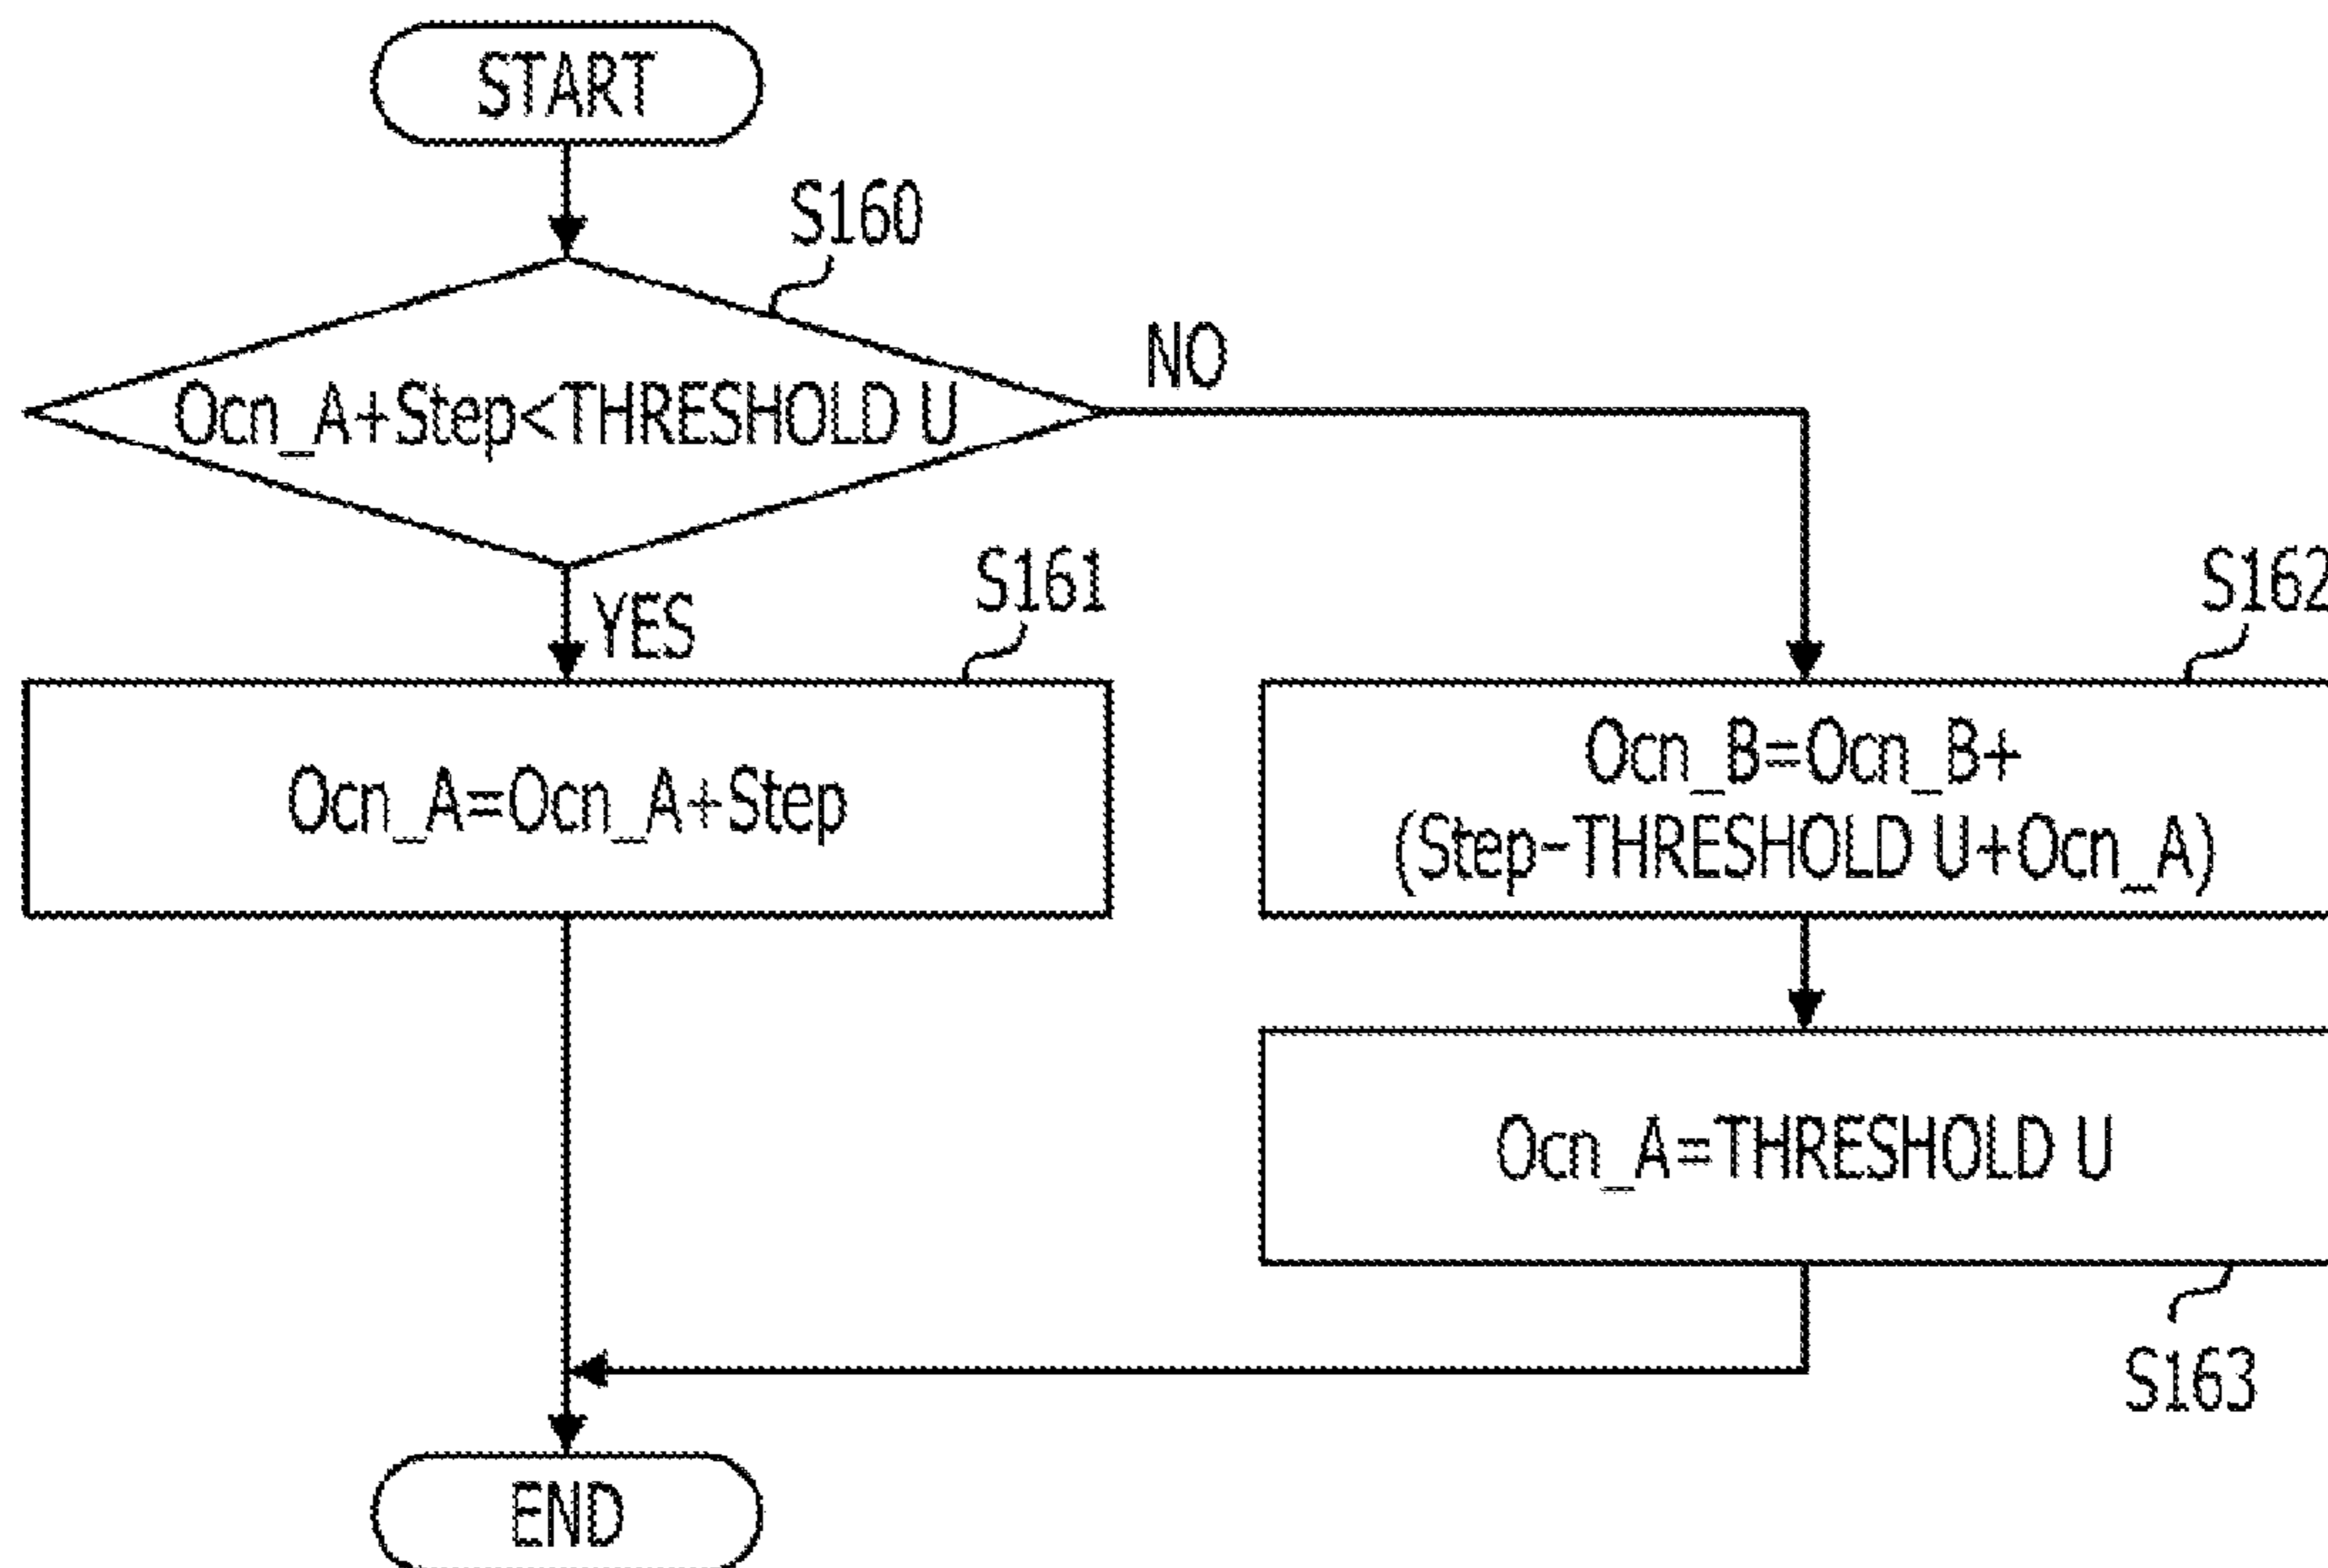 START
S160
Ocn_A+Step<THRESHOLD U
NO
YES
S161
S162
Ocn_A=Ocn_A+Step
Ocn_B=Ocn_B+
(Step-THRESHOLD U+Ocn_A)
Ocn_A=THRESHOLD U
S163
END